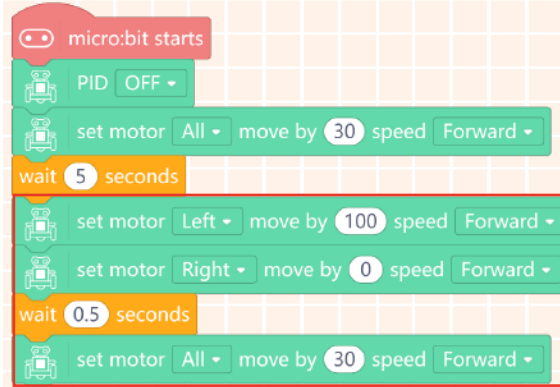 micro:bit starts
PID OFF
set motor All move by 30 speed Forward
wait 5 seconds
set motor Left move by 100 speed Forward
set motor Right move by 0 speed Forward
wait 0.5 seconds
set motor All move by 30 speed Forward